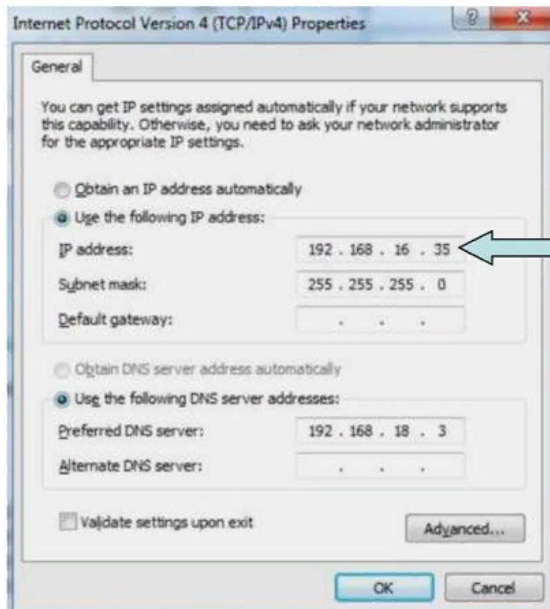 Internet Protocol Version 4 (TCP/IPv4) Properties
General
You can get IP settings assigned automatically if your network supports
this capability. Otherwise, you need to ask your network administrator
for the appropriate IP settings.
Obtain an IP address automatically
Use the following IP address:
IP address: 192 . 168 . 16 . 35
Subnet mask: 255 . 255 . 255 . 0
Default gateway: . . .
Obtain DNS server address automatically
Use the following DNS server addresses:
Preferred DNS server: 192 . 168 . 18 . 3
Alternate DNS server: . . .
Validate settings upon exit
Advanced...
OK Cancel